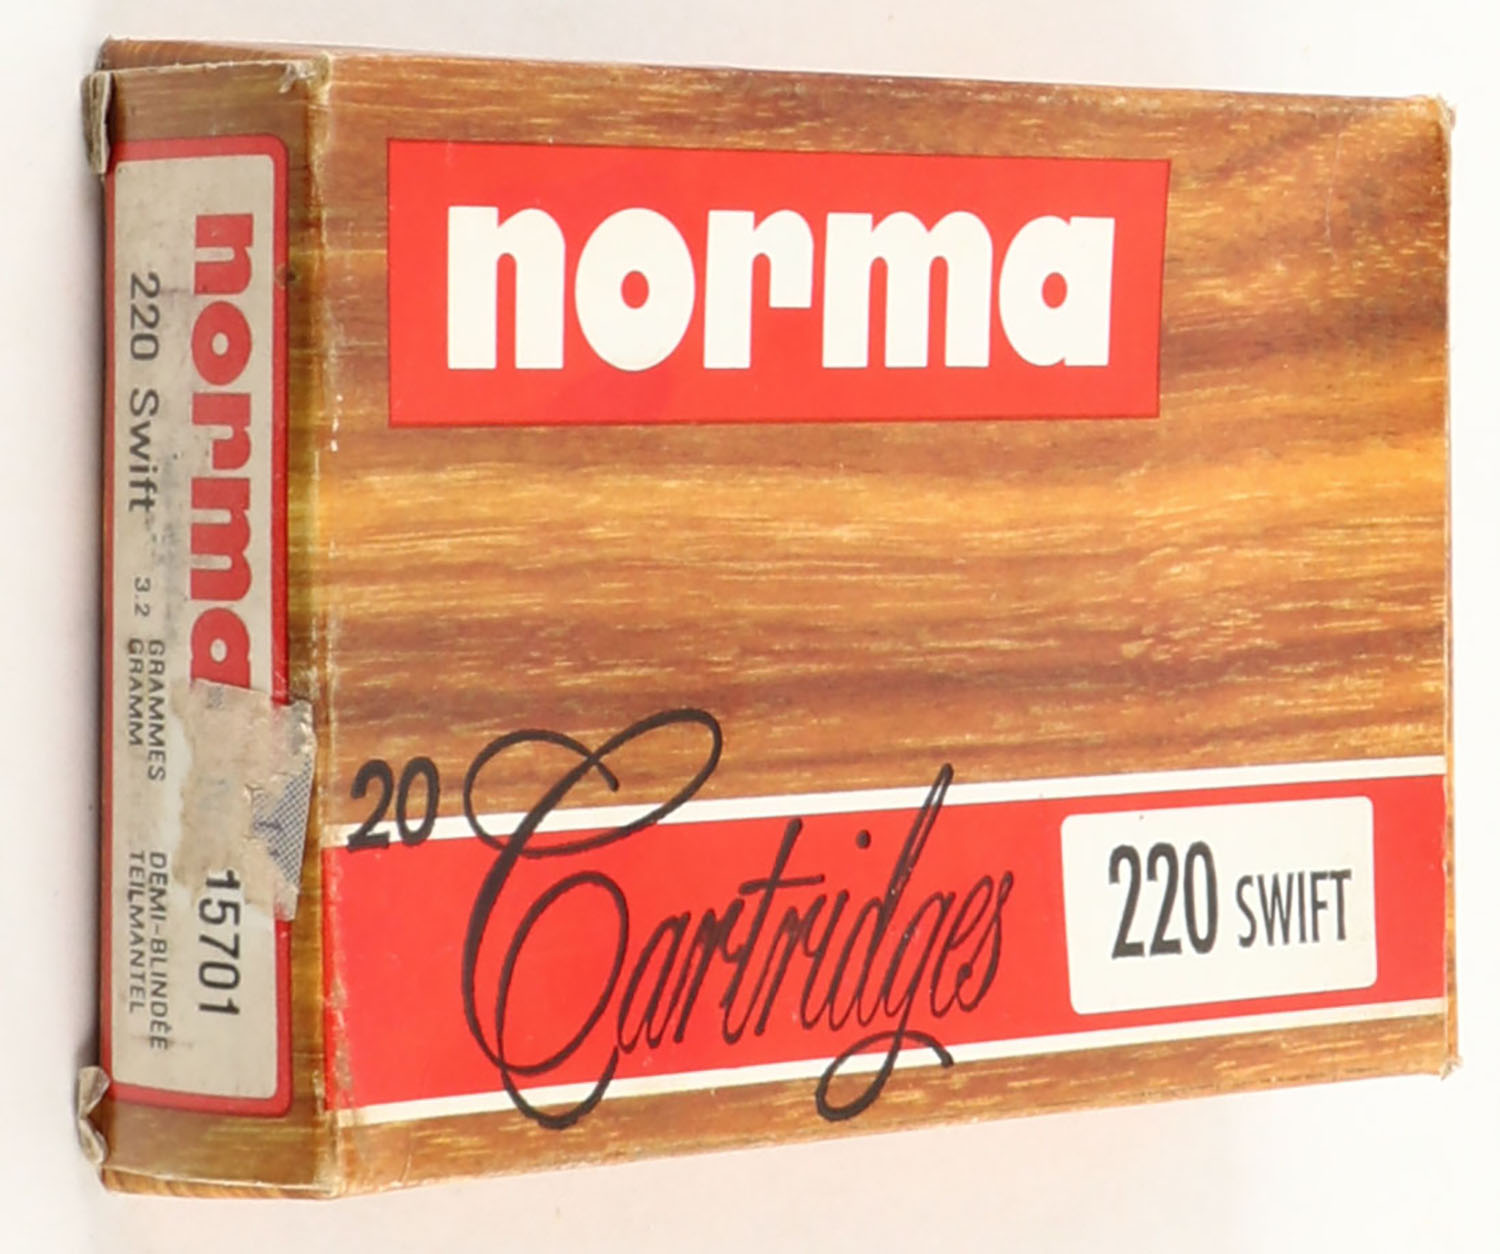 norma
20 Cartridges
220 SWIFT
norma
15701
220 Swift 3.2 GRAMMES DEMI-BLINDÉE
GRAMM TEILMANTEL